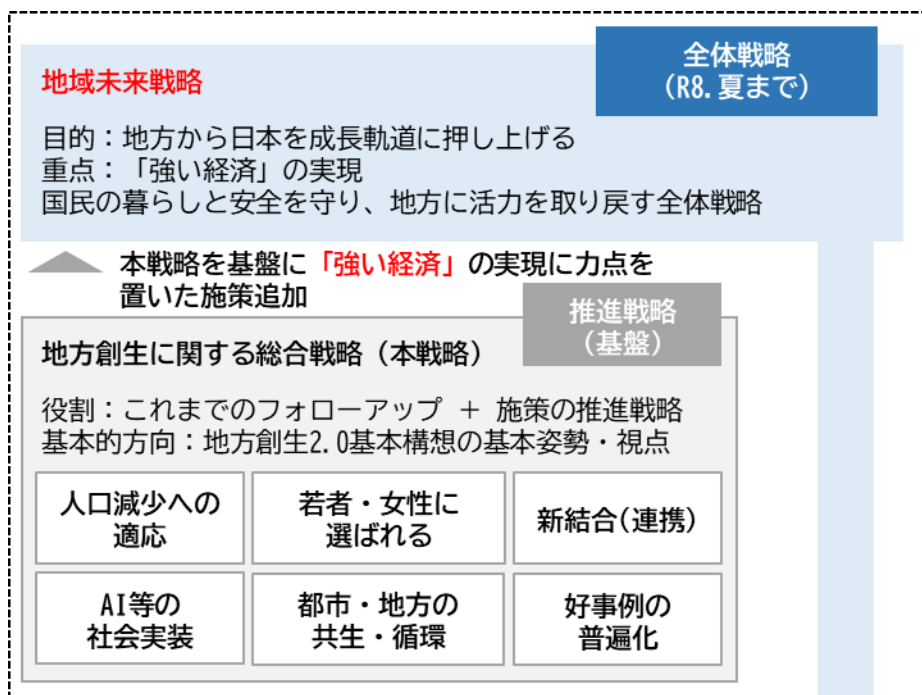 全体戦略
(R8.夏まで)
地域未来戦略
目的：地方から日本を成長軌道に押し上げる
重点：「強い経済」の実現
国民の暮らしと安全を守り、地方に活力を取り戻す全体戦略
本戦略を基盤に「強い経済」の実現に力点を
置いた施策追加
推進戦略
(基盤)
地方創生に関する総合戦略（本戦略）
役割：これまでのフォローアップ ＋ 施策の推進戦略
基本的方向：地方創生2.0基本構想の基本姿勢・視点
人口減少への
適応
若者・女性に
選ばれる
新結合(連携)
AI等の
社会実装
都市・地方の
共生・循環
好事例の
普遍化